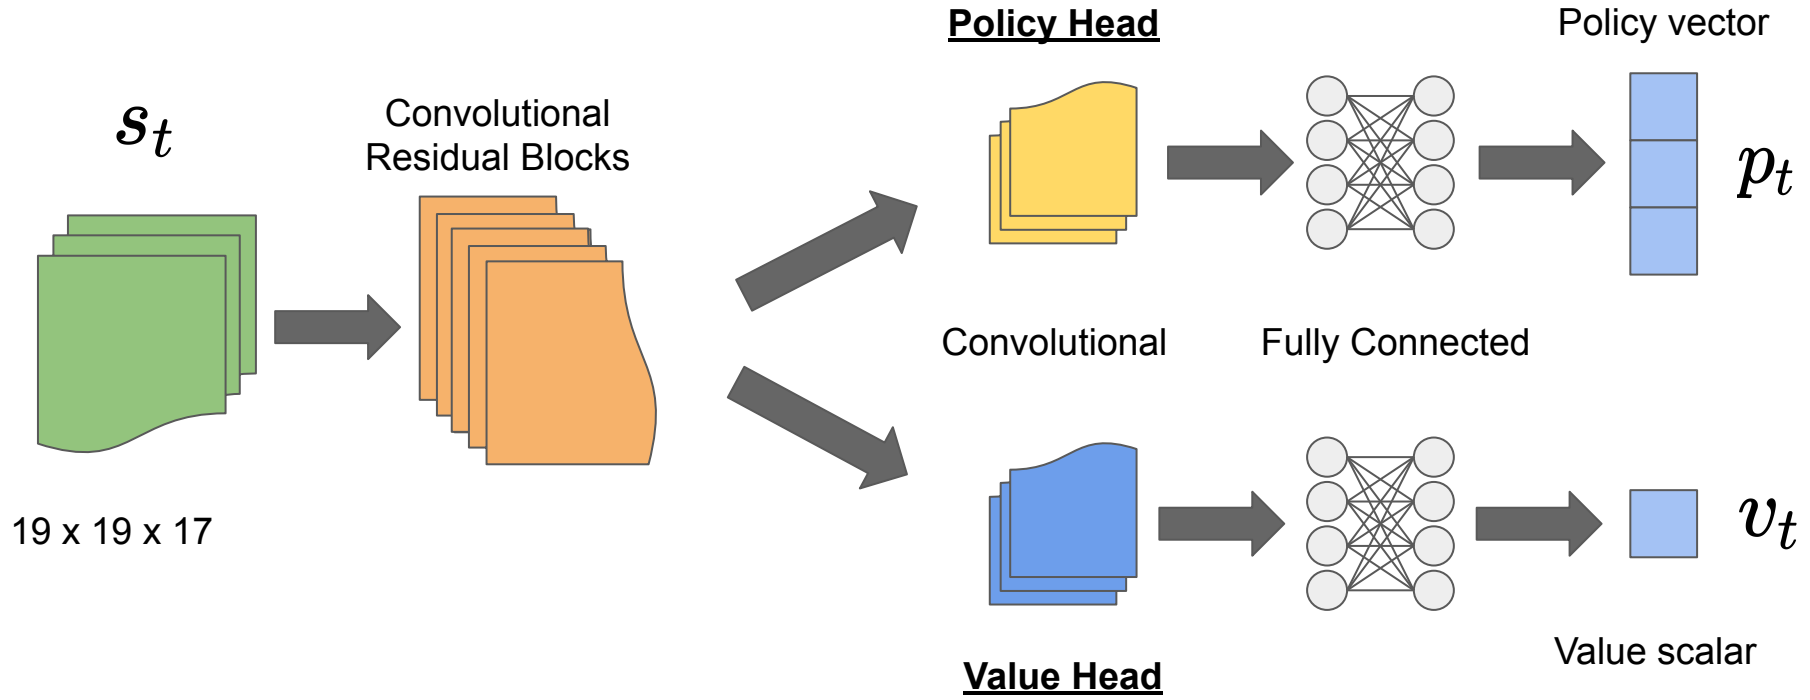 Policy Head
Policy vector
s_t
Convolutional
Residual Blocks
p_t
Convolutional
Fully Connected
19 x 19 x 17
v_t
Value Head
Value scalar